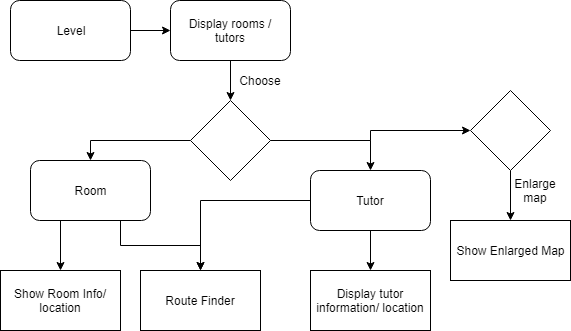 Level
Display rooms /
tutors
Choose
Room
Tutor
Enlarge
map
Show Room Info/
location
Route Finder
Display tutor
information/ location
Show Enlarged Map